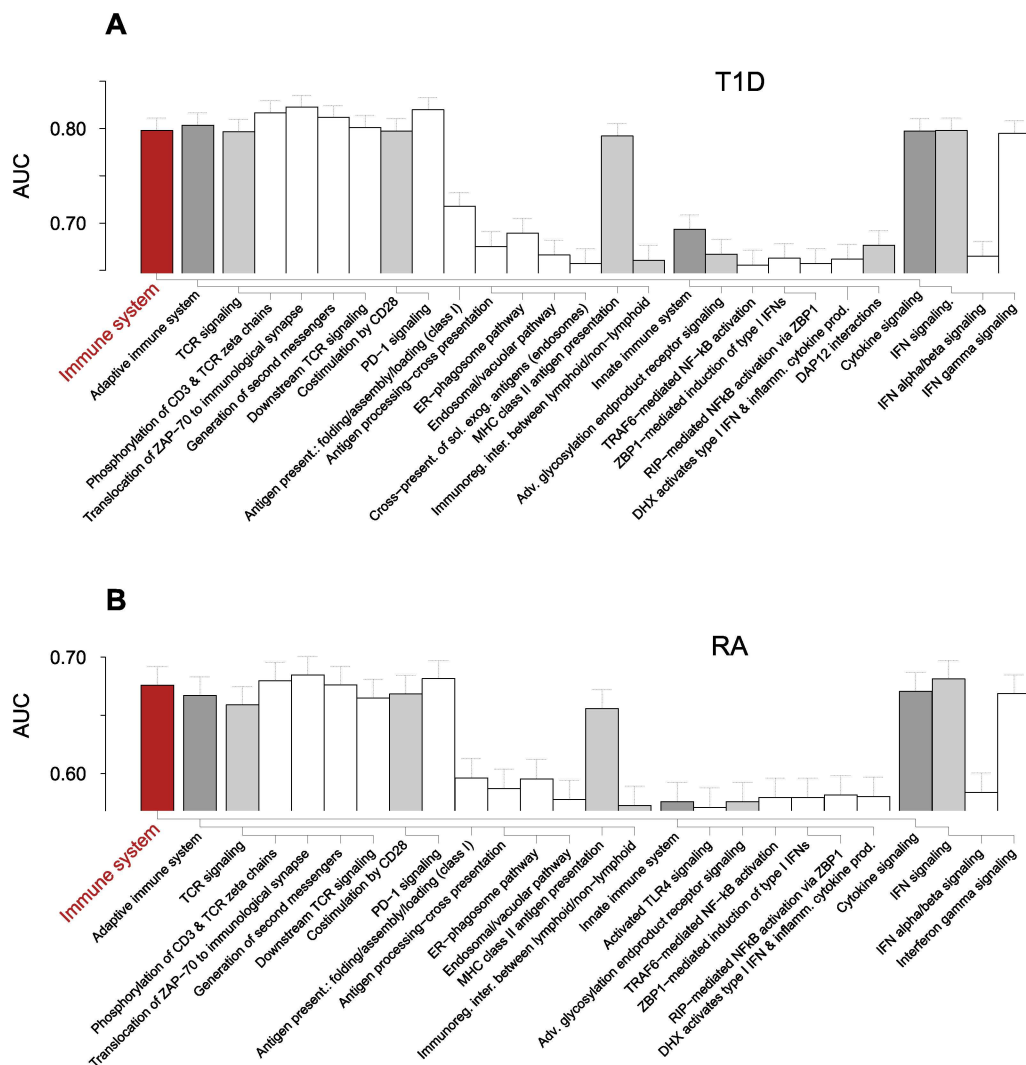 A
T1D
AUC
0.80
0.70
Immune system
Adaptive immune system
TCR signaling
Phosphorylation of CD3 & TCR zeta chains
Translocation of ZAP−70 to immunological synapse
Generation of second messengers
Downstream TCR signaling
Costimulation by CD28
PD−1 signaling
Antigen present.: folding/assembly/loading (class I)
Antigen processing−cross presentation
ER−phagosome pathway
Endosomal/vacuolar pathway
Cross−present. of sol. exog. antigens (endosomes)
MHC class II antigen presentation
Immunoreg. inter. between lymphoid/non−lymphoid
Innate immune system
Adv. glycosylation endproduct receptor signaling
TRAF6−mediated NF−kB activation
ZBP1−mediated induction of type I IFNs
RIP−mediated NFkB activation via ZBP1
DHX activates type I IFN & inflamm. cytokine prod.
DAP12 interactions
Cytokine signaling
IFN signaling.
IFN alpha/beta signaling
IFN gamma signaling
B
RA
AUC
0.70
0.60
Immune system
Adaptive immune system
TCR signaling
Phosphorylation of CD3 & TCR zeta chains
Translocation of ZAP−70 to immunological synapse
Generation of second messengers
Downstream TCR signaling
Costimulation by CD28
PD−1 signaling
Antigen present.: folding/assembly/loading (class I)
Antigen processing−cross presentation
ER−phagosome pathway
Endosomal/vacuolar pathway
MHC class II antigen presentation
Immunoreg. inter. between lymphoid/non−lymphoid
Innate immune system
Activated TLR4 signaling
Adv. glycosylation endproduct receptor signaling
TRAF6−mediated NF−kB activation
ZBP1−mediated induction of type I IFNs
RIP−mediated NFkB activation via ZBP1
DHX activates type I IFN & inflamm. cytokine prod.
Cytokine signaling
IFN signaling
IFN alpha/beta signaling
Interferon gamma signaling